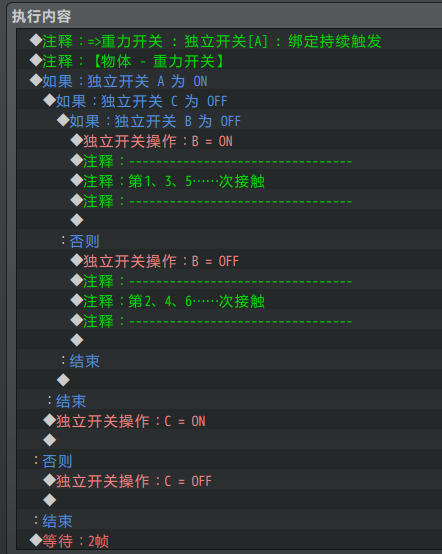 执行内容
◆注释：=>重力开关 : 独立开关[A] : 绑定持续触发
◆注释：【物体 - 重力开关】
◆如果：独立开关 A 为 ON
◆如果：独立开关 C 为 OFF
◆如果：独立开关 B 为 OFF
◆独立开关操作：B = ON
◆注释：---------------------------------
◆注释：第1、3、5……次接触
◆注释：---------------------------------
◆
：否则
◆独立开关操作：B = OFF
◆注释：---------------------------------
◆注释：第2、4、6……次接触
◆注释：---------------------------------
◆
：结束
◆
：结束
◆独立开关操作：C = ON
◆
：否则
◆独立开关操作：C = OFF
◆
：结束
◆等待：2帧